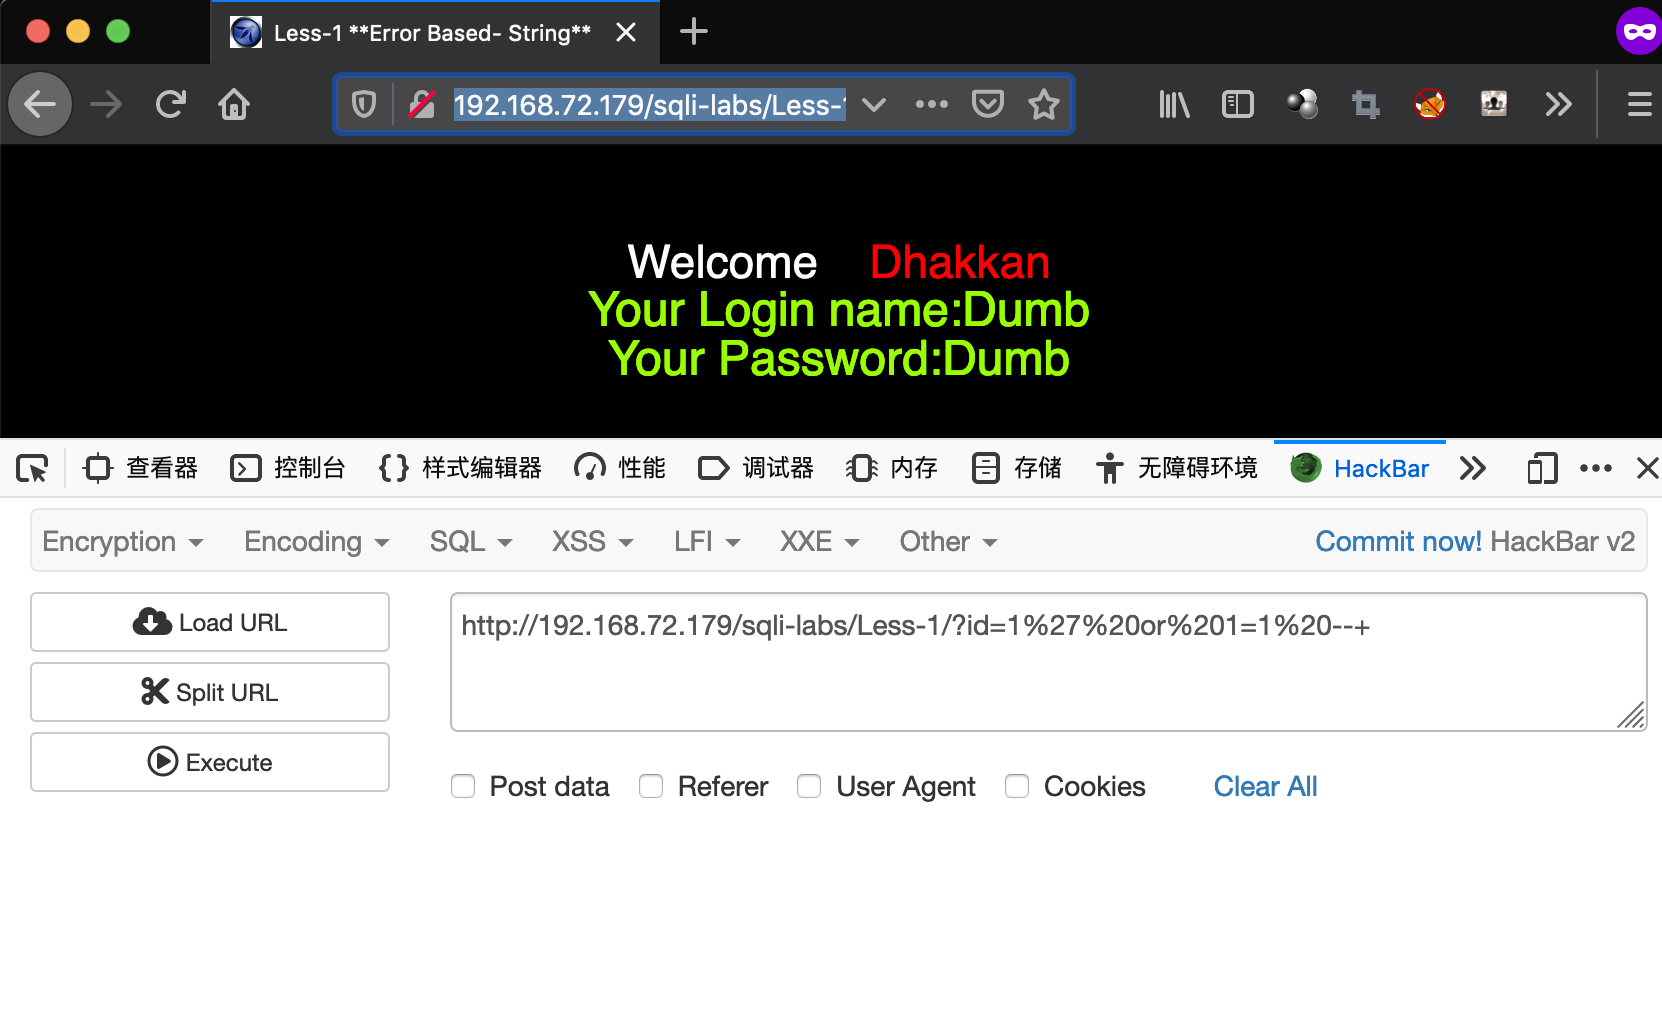 Less-1 **Error Based- String**
192.168.72.179/sqli-labs/Less-1
Welcome Dhakkan
Your Login name:Dumb
Your Password:Dumb
查看器 控制台 样式编辑器 性能 调试器 内存 存储 无障碍环境 HackBar
Encryption Encoding SQL XSS LFI XXE Other Commit now! HackBar v2
Load URL
http://192.168.72.179/sqli-labs/Less-1/?id=1%27%20or%201=1%20--+
Split URL
Execute
Post data Referer User Agent Cookies Clear All